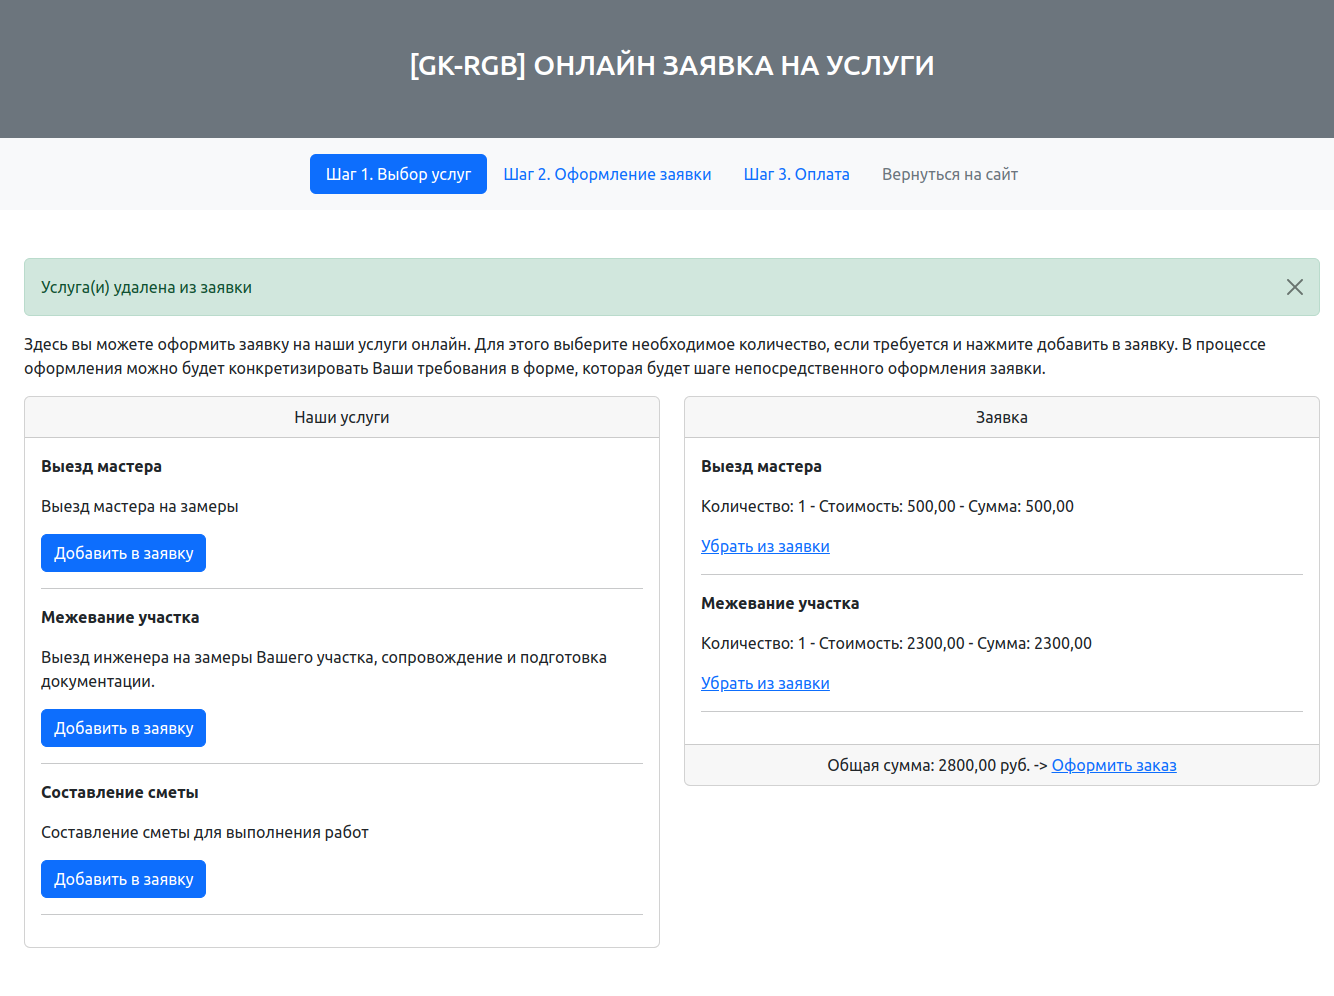 [GK-RGB] ОНЛАЙН ЗАЯВКА НА УСЛУГИ
Шаг 1. Выбор услуг
Шаг 2. Оформление заявки
Шаг 3. Оплата
Вернуться на сайт
Услуга(и) удалена из заявки
Здесь вы можете оформить заявку на наши услуги онлайн. Для этого выберите необходимое количество, если требуется и нажмите добавить в заявку. В процессе
оформления можно будет конкретизировать Ваши требования в форме, которая будет шаге непосредственного оформления заявки.
Наши услуги
Выезд мастера
Выезд мастера на замеры
Добавить в заявку
Межевание участка
Выезд инженера на замеры Вашего участка, сопровождение и подготовка
документации.
Добавить в заявку
Составление сметы
Составление сметы для выполнения работ
Добавить в заявку
Заявка
Выезд мастера
Количество: 1 - Стоимость: 500,00 - Сумма: 500,00
Убрать из заявки
Межевание участка
Количество: 1 - Стоимость: 2300,00 - Сумма: 2300,00
Убрать из заявки
Общая сумма: 2800,00 руб. -> Оформить заказ